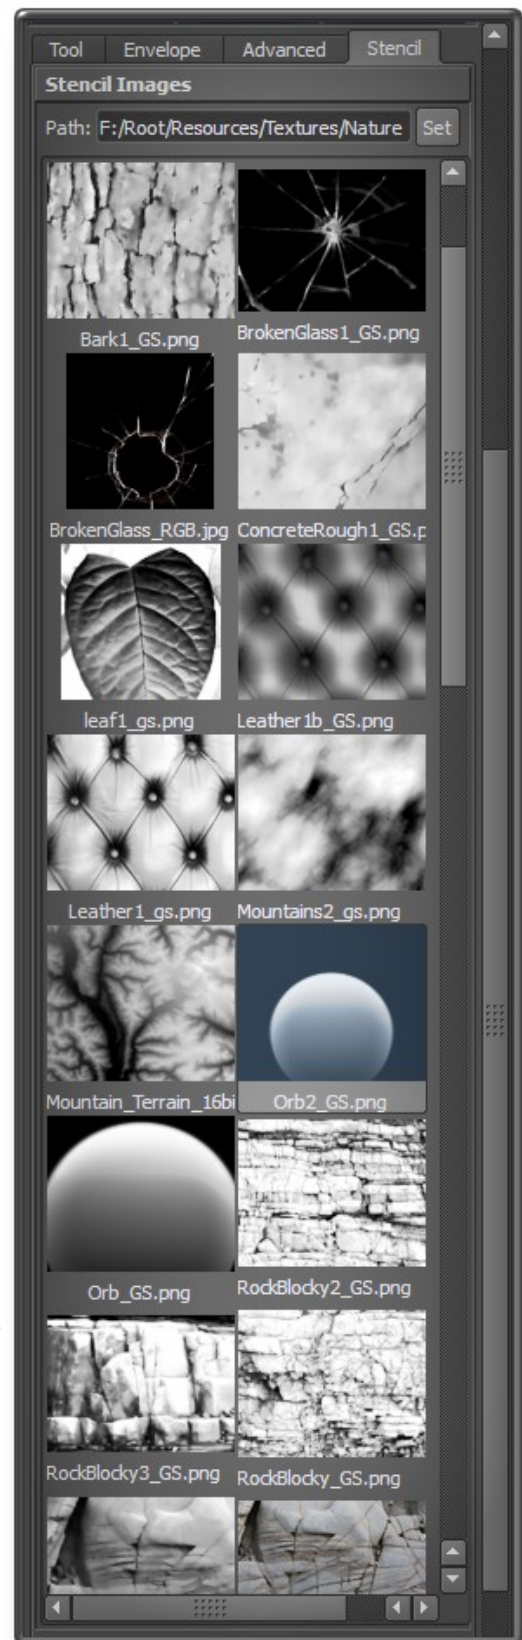 Tool Envelope Advanced Stencil
Stencil Images
Path: F:/Root/Resources/Textures/Nature Set
Bark1_GS.png BrokenGlass1_GS.png
BrokenGlass_RGB.jpg ConcreteRough1_GS.p
leaf1_gs.png Leather1b_GS.png
Leather1_gs.png Mountains2_gs.png
Mountain_Terrain_16bi Orb2_GS.png
Orb_GS.png RockBlocky2_GS.png
RockBlocky3_GS.png RockBlocky_GS.png